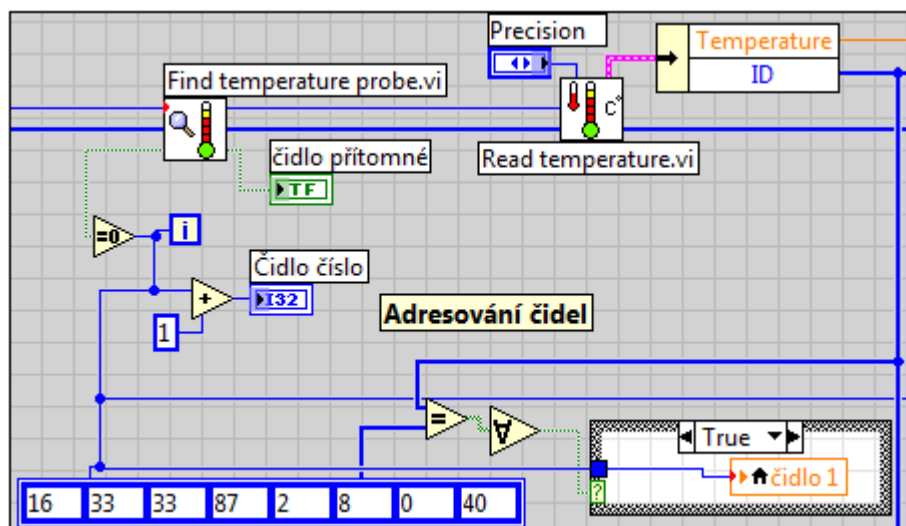 Precision
Temperature
ID
Find temperature probe.vi
C°
Read temperature.vi
čidlo přítomné
TF
=0
i
Čidlo číslo
+
I32
1
Adresování čidel
=
∀
True
čidlo 1
?
16 33 33 87 2 8 0 40